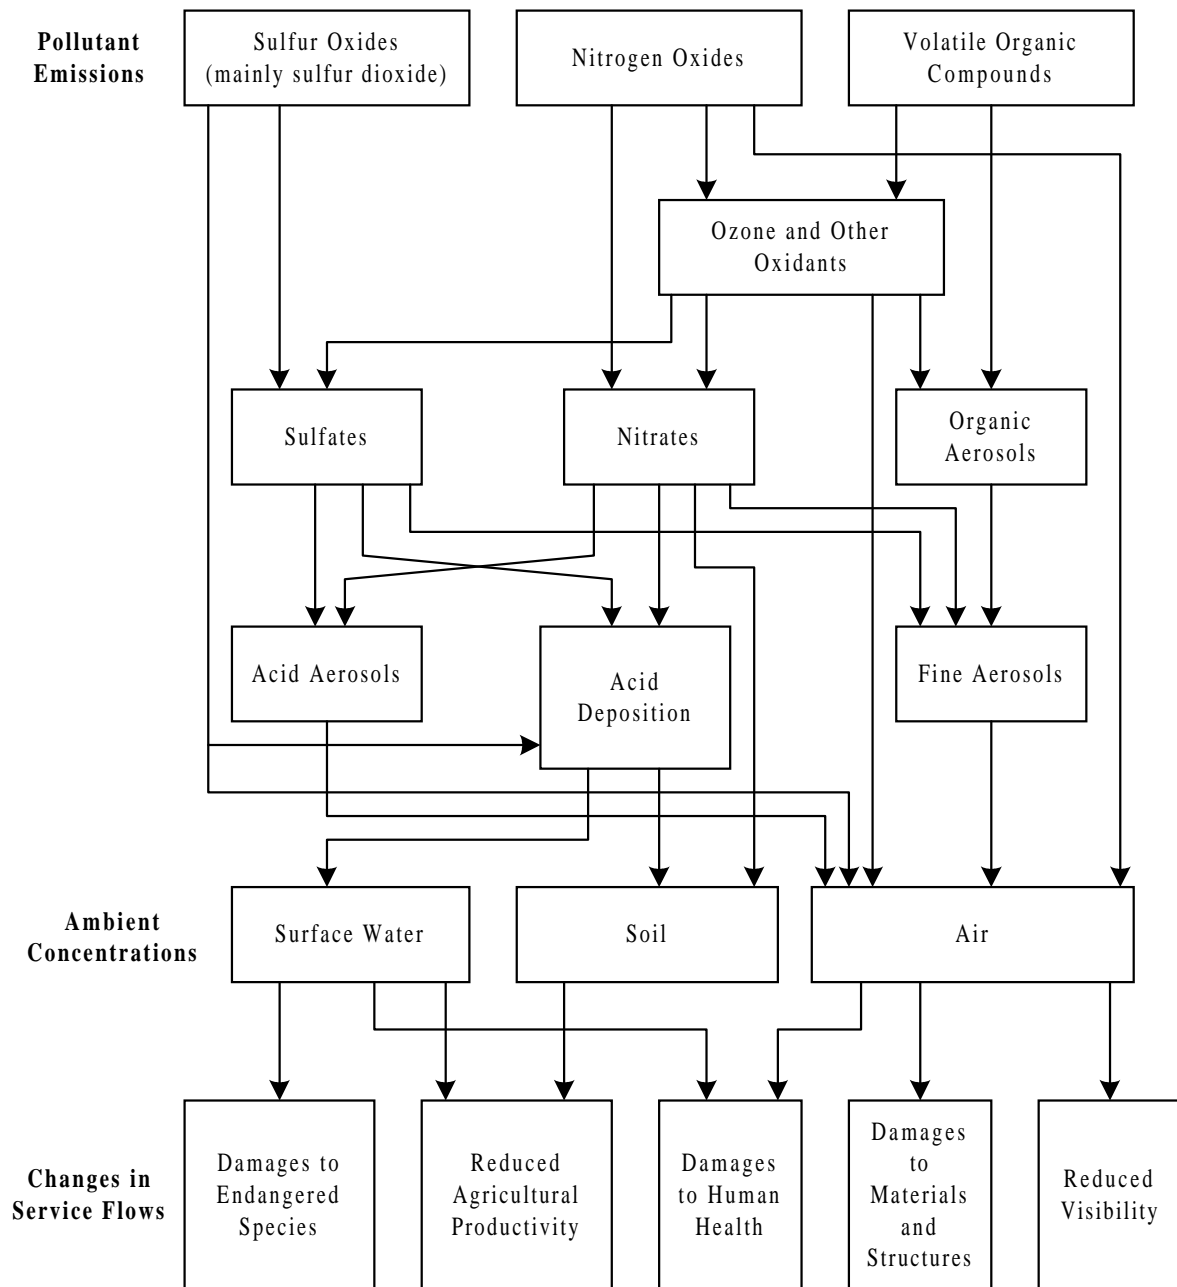 Pollutant
Emissions
Sulfur Oxides
(mainly sulfur dioxide)
Nitrogen Oxides
Volatile Organic
Compounds
Ozone and Other
Oxidants
Sulfates
Nitrates
Organic
Aerosols
Acid Aerosols
Acid
Deposition
Fine Aerosols
Ambient
Concentrations
Surface Water
Soil
Air
Changes in
Service Flows
Damages to
Endangered
Species
Reduced
Agricultural
Productivity
Damages
to Human
Health
Damages
to
Materials
and
Structures
Reduced
Visibility